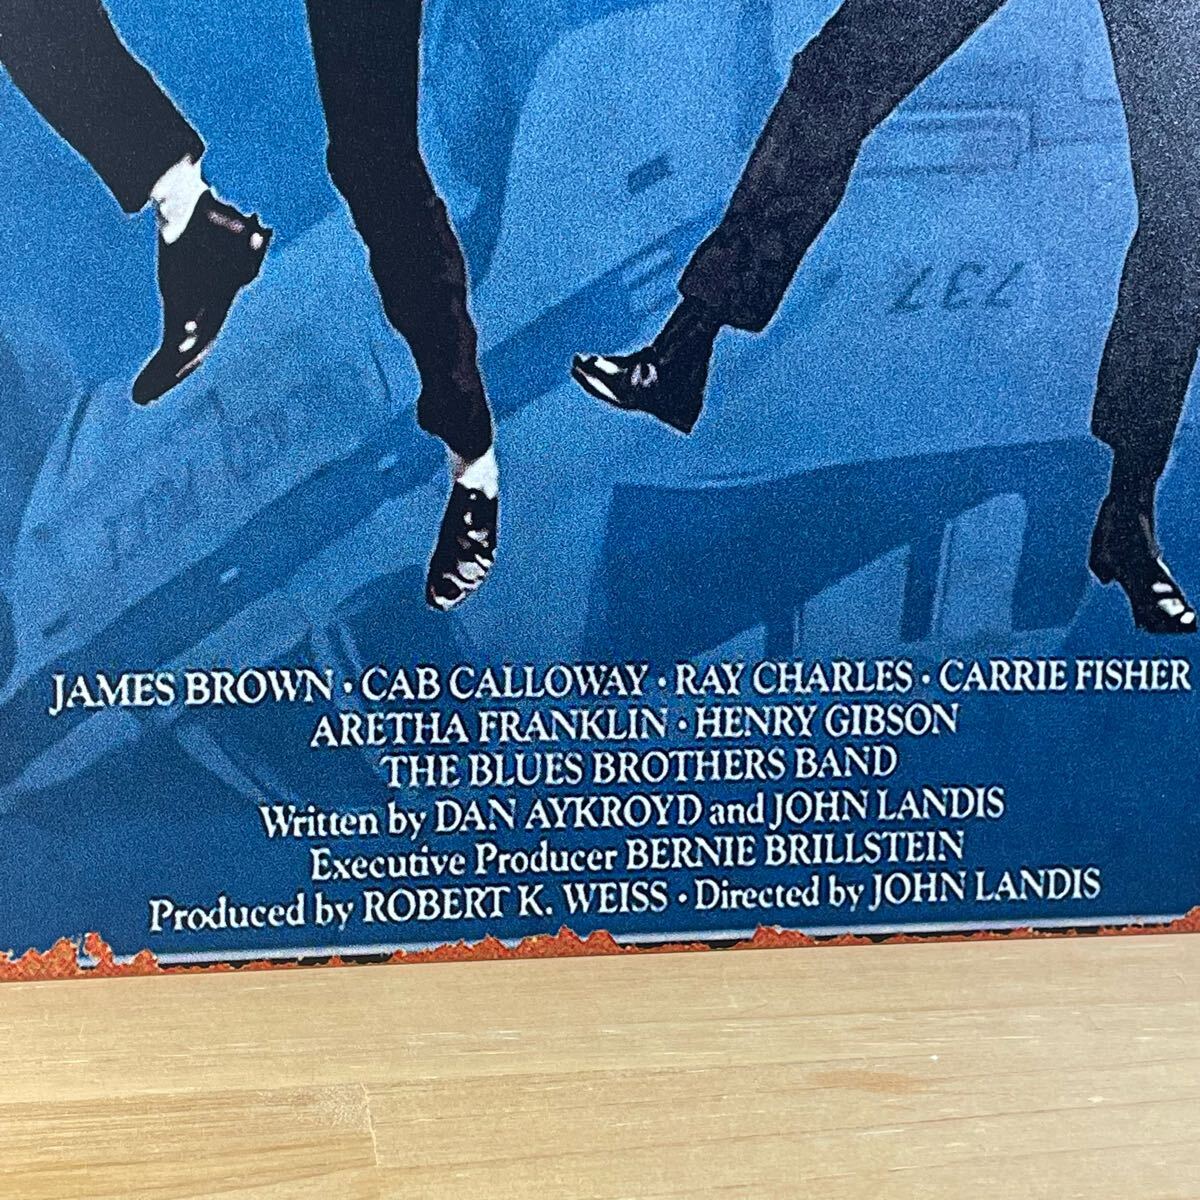 737
JAMES BROWN · CAB CALLOWAY · RAY CHARLES · CARRIE FISHER
ARETHA FRANKLIN · HENRY GIBSON
THE BLUES BROTHERS BAND
Written by DAN AYKROYD and JOHN LANDIS
Executive Producer BERNIE BRILLSTEIN
Produced by ROBERT K. WEISS · Directed by JOHN LANDIS